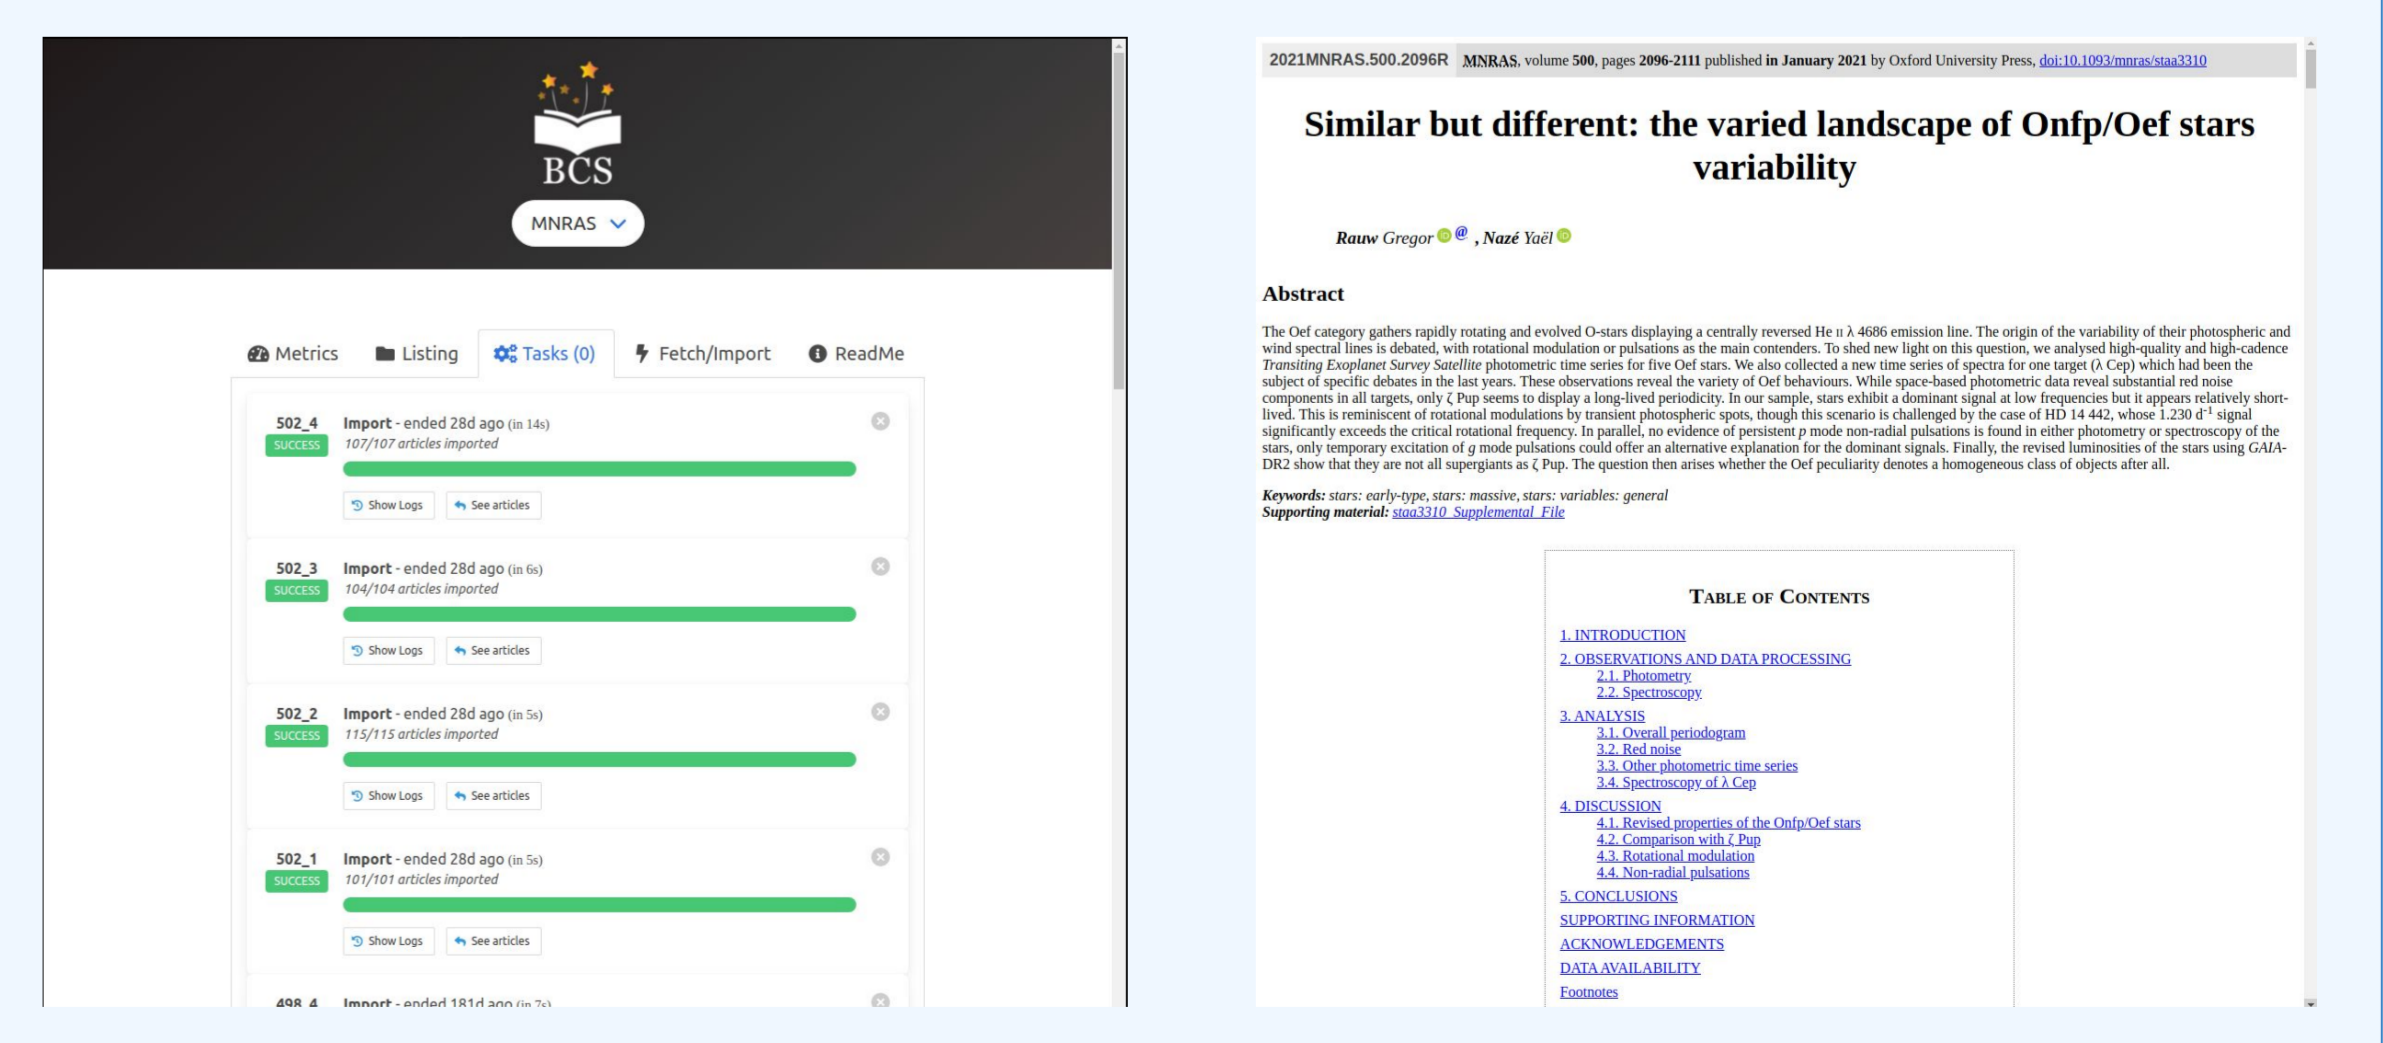 BCS
MNRAS
Metrics Listing Tasks (0) Fetch/Import ReadMe
502_4 Import - ended 28d ago (in 14s)
SUCCESS 107/107 articles imported
Show Logs See articles
502_3 Import - ended 28d ago (in 6s)
SUCCESS 104/104 articles imported
Show Logs See articles
502_2 Import - ended 28d ago (in 5s)
SUCCESS 115/115 articles imported
Show Logs See articles
502_1 Import - ended 28d ago (in 5s)
SUCCESS 101/101 articles imported
Show Logs See articles
498_4 Import - ended 181d ago (in 7s)
2021MNRAS.500.2096R MNRAS, volume 500, pages 2096-2111 published in January 2021 by Oxford University Press, doi:10.1093/mnras/staa3310
Similar but different: the varied landscape of Onfp/Oef stars
variability
Rauw Gregor iD @ , Nazé Yaël iD
Abstract
The Oef category gathers rapidly rotating and evolved O-stars displaying a centrally reversed He II λ 4686 emission line. The origin of the variability of their photospheric and
wind spectral lines is debated, with rotational modulation or pulsations as the main contenders. To shed new light on this question, we analysed high-quality and high-cadence
Transiting Exoplanet Survey Satellite photometric time series for five Oef stars. We also collected a new time series of spectra for one target (λ Cep) which had been the
subject of specific debates in the last years. These observations reveal the variety of Oef behaviours. While space-based photometric data reveal substantial red noise
components in all targets, only ζ Pup seems to display a long-lived periodicity. In our sample, stars exhibit a dominant signal at low frequencies but it appears relatively short-
lived. This is reminiscent of rotational modulations by transient photospheric spots, though this scenario is challenged by the case of HD 14 442, whose 1.230 d-1 signal
significantly exceeds the critical rotational frequency. In parallel, no evidence of persistent p mode non-radial pulsations is found in either photometry or spectroscopy of the
stars, only temporary excitation of g mode pulsations could offer an alternative explanation for the dominant signals. Finally, the revised luminosities of the stars using GAIA-
DR2 show that they are not all supergiants as ζ Pup. The question then arises whether the Oef peculiarity denotes a homogeneous class of objects after all.
Keywords: stars: early-type, stars: massive, stars: variables: general
Supporting material: staa3310_Supplemental_File
Table of Contents
1. INTRODUCTION
2. OBSERVATIONS AND DATA PROCESSING
2.1. Photometry
2.2. Spectroscopy
3. ANALYSIS
3.1. Overall periodogram
3.2. Red noise
3.3. Other photometric time series
3.4. Spectroscopy of λ Cep
4. DISCUSSION
4.1. Revised properties of the Onfp/Oef stars
4.2. Comparison with ζ Pup
4.3. Rotational modulation
4.4. Non-radial pulsations
5. CONCLUSIONS
SUPPORTING INFORMATION
ACKNOWLEDGEMENTS
DATA AVAILABILITY
Footnotes